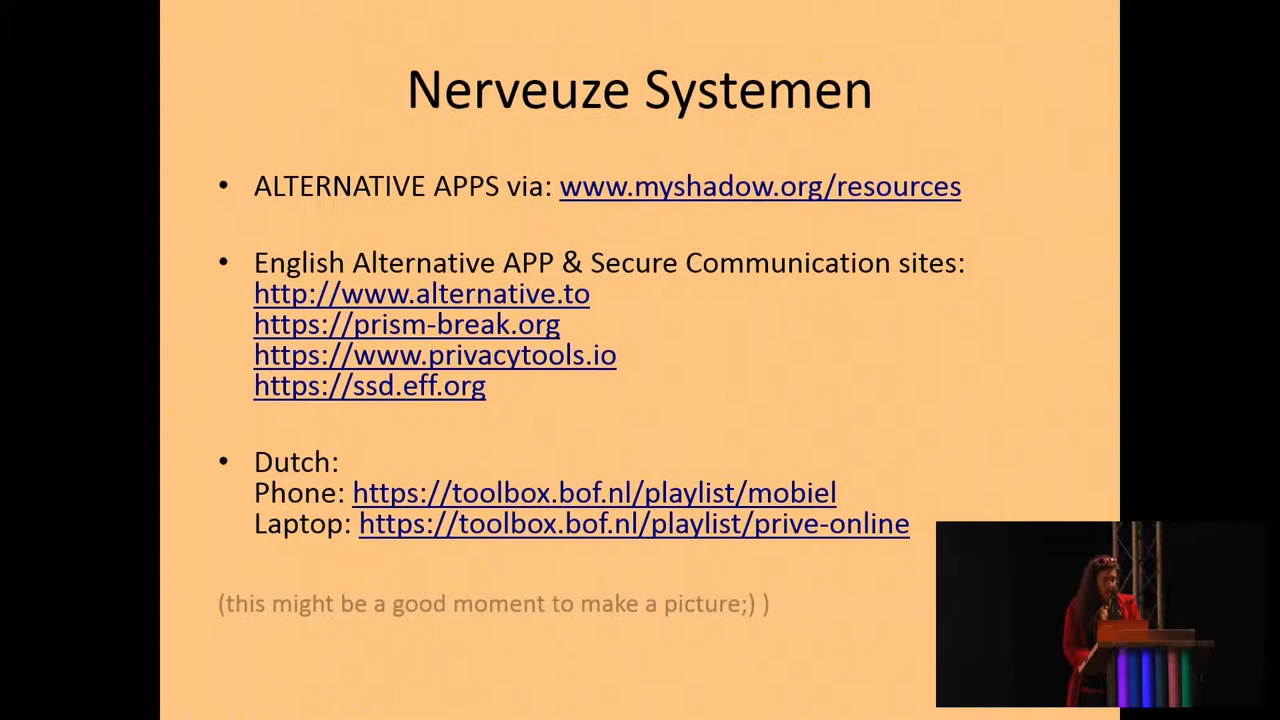 Nerveuze Systemen
• ALTERNATIVE APPS via: www.myshadow.org/resources
• English Alternative APP & Secure Communication sites:
http://www.alternative.to
https://prism-break.org
https://www.privacytools.io
https://ssd.eff.org
• Dutch:
Phone: https://toolbox.bof.nl/playlist/mobiel
Laptop: https://toolbox.bof.nl/playlist/prive-online
(this might be a good moment to make a picture;) )